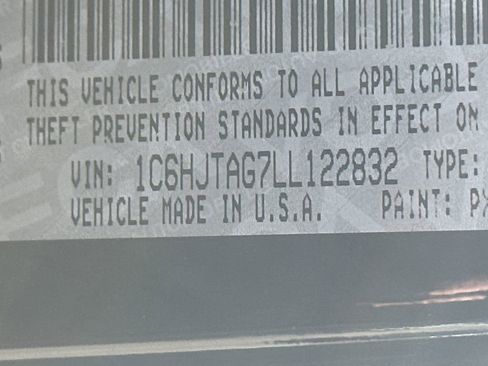 THIS VEHICLE CONFORMS TO ALL APPLICABLE
THEFT PREVENTION STANDARDS IN EFFECT ON
VIN: 1C6HJTAG7LL122832 TYPE:
VEHICLE MADE IN U.S.A. PAINT: PX